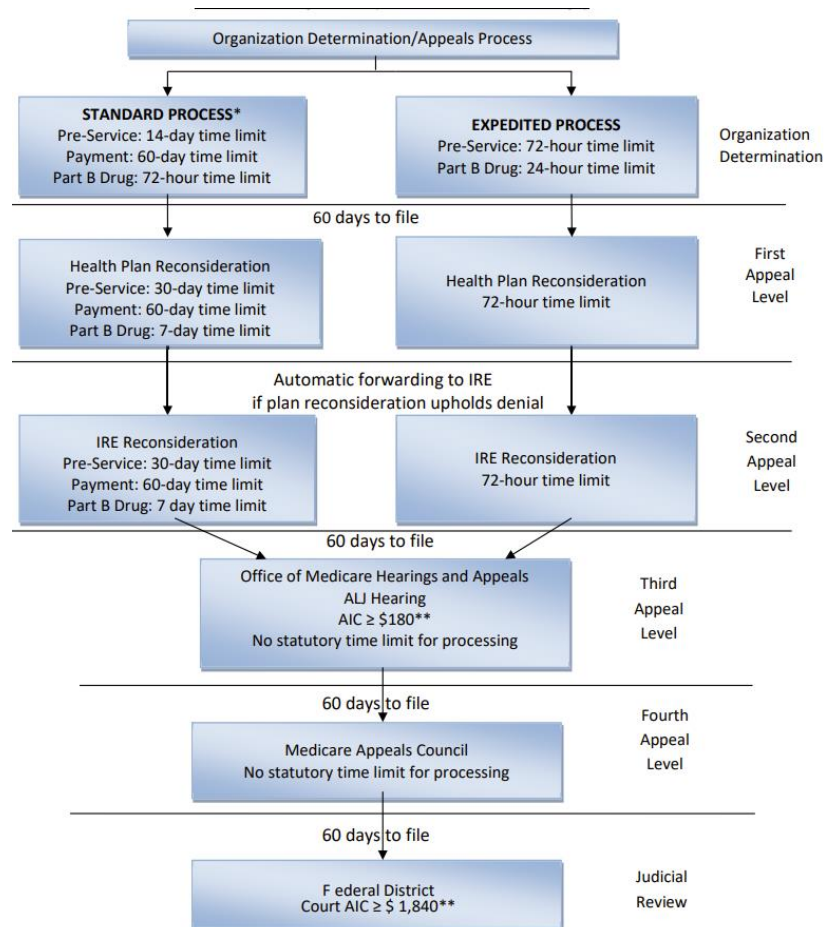 Organization Determination/Appeals Process
STANDARD PROCESS*
Pre-Service: 14-day time limit
Payment: 60-day time limit
Part B Drug: 72-hour time limit
EXPEDITED PROCESS
Pre-Service: 72-hour time limit
Part B Drug: 24-hour time limit
Organization
Determination
60 days to file
Health Plan Reconsideration
Pre-Service: 30-day time limit
Payment: 60-day time limit
Part B Drug: 7-day time limit
Health Plan Reconsideration
72-hour time limit
First
Appeal
Level
Automatic forwarding to IRE
if plan reconsideration upholds denial
IRE Reconsideration
Pre-Service: 30-day time limit
Payment: 60-day time limit
Part B Drug: 7 day time limit
IRE Reconsideration
72-hour time limit
Second
Appeal
Level
60 days to file
Office of Medicare Hearings and Appeals
ALJ Hearing
AIC ≥ $180**
No statutory time limit for processing
Third
Appeal
Level
60 days to file
Medicare Appeals Council
No statutory time limit for processing
Fourth
Appeal
Level
60 days to file
F ederal District
Court AIC ≥ $ 1,840**
Judicial
Review